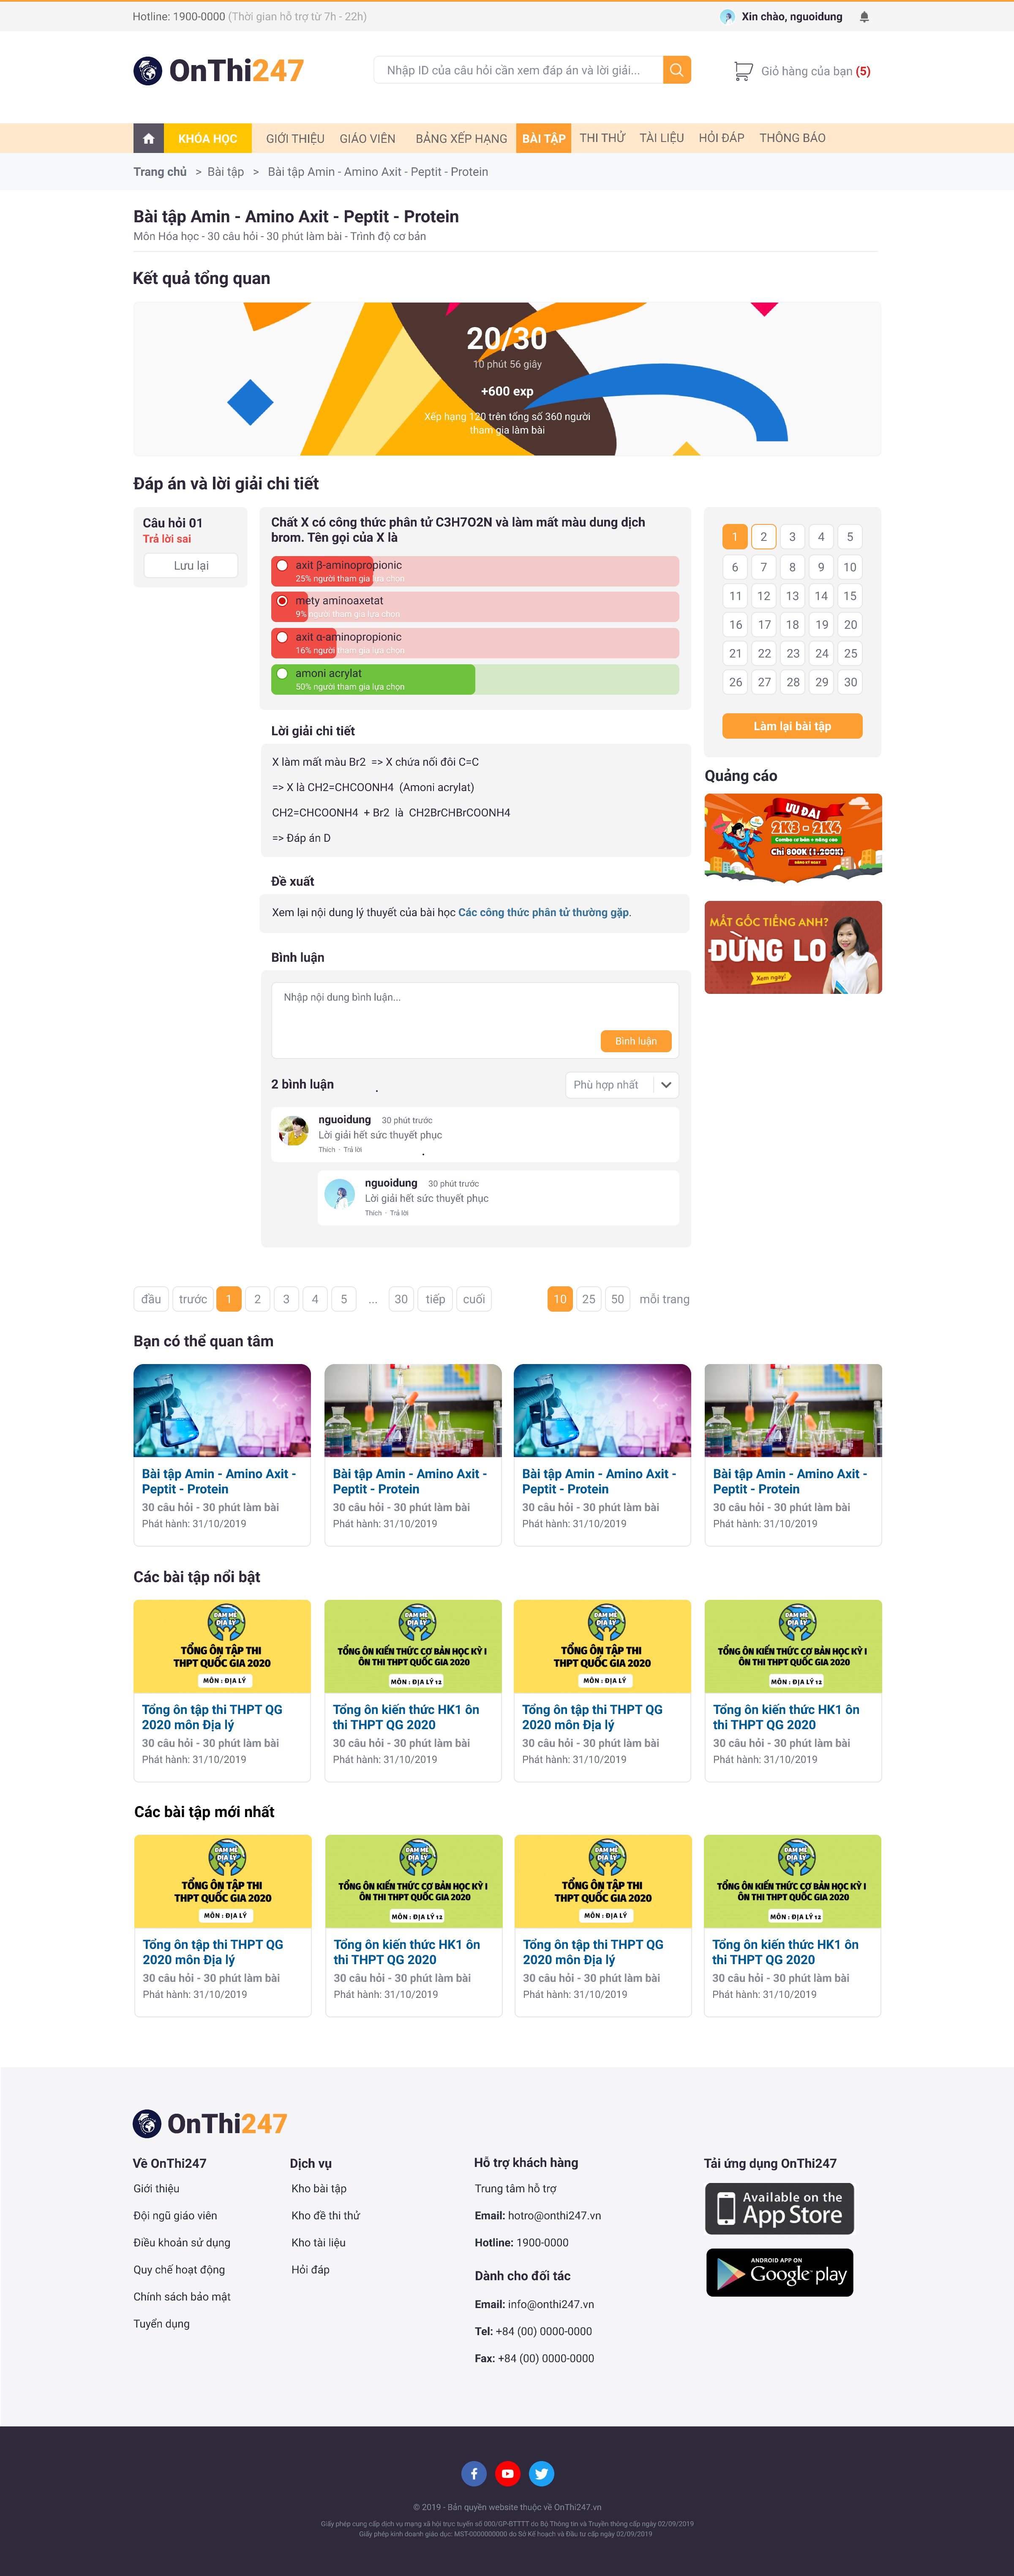 Hotline: 1900-0000 (Thời gian hỗ trợ từ 7h - 22h)
Xin chào, nguoidung
OnThi247
Nhập ID của câu hỏi cần xem đáp án và lời giải...
Giỏ hàng của bạn (5)
KHÓA HỌC GIỚI THIỆU GIÁO VIÊN BẢNG XẾP HẠNG BÀI TẬP THI THỬ TÀI LIỆU HỎI ĐÁP THÔNG BÁO
Trang chủ > Bài tập > Bài tập Amin - Amino Axit - Peptit - Protein
Bài tập Amin - Amino Axit - Peptit - Protein
Môn Hóa học - 30 câu hỏi - 30 phút làm bài - Trình độ cơ bản
Kết quả tổng quan
20/30
10 phút 56 giây
+600 exp
Xếp hạng 120 trên tổng số 360 người
tham gia làm bài
Đáp án và lời giải chi tiết
Câu hỏi 01
Trả lời sai
Lưu lại
Chất X có công thức phân tử C3H7O2N và làm mất màu dung dịch
brom. Tên gọi của X là
axit β-aminopropionic
25% người tham gia lựa chọn
mety aminoaxetat
9% người tham gia lựa chọn
axit α-aminopropionic
16% người tham gia lựa chọn
amoni acrylat
50% người tham gia lựa chọn
1 2 3 4 5
6 7 8 9 10
11 12 13 14 15
16 17 18 19 20
21 22 23 24 25
26 27 28 29 30
Làm lại bài tập
Lời giải chi tiết
X làm mất màu Br2 => X chứa nối đôi C=C
=> X là CH2=CHCOONH4 (Amoni acrylat)
CH2=CHCOONH4 + Br2 là CH2BrCHBrCOONH4
=> Đáp án D
Quảng cáo
ƯU ĐÃI
2K3 - 2K4
Combo cơ bản + nâng cao
Chỉ 800K (1.200K)
ĐĂNG KÝ NGAY
MẤT GỐC TIẾNG ANH?
ĐỪNG LO
Xem ngay!
Đề xuất
Xem lại nội dung lý thuyết của bài học Các công thức phân tử thường gặp.
Bình luận
Nhập nội dung bình luận...
Bình luận
2 bình luận
Phù hợp nhất
nguoidung 30 phút trước
Lời giải hết sức thuyết phục
Thích · Trả lời
nguoidung 30 phút trước
Lời giải hết sức thuyết phục
Thích · Trả lời
đầu trước 1 2 3 4 5 ... 30 tiếp cuối 10 25 50 mỗi trang
Bạn có thể quan tâm
Bài tập Amin - Amino Axit -
Peptit - Protein
30 câu hỏi - 30 phút làm bài
Phát hành: 31/10/2019
Bài tập Amin - Amino Axit -
Peptit - Protein
30 câu hỏi - 30 phút làm bài
Phát hành: 31/10/2019
Bài tập Amin - Amino Axit -
Peptit - Protein
30 câu hỏi - 30 phút làm bài
Phát hành: 31/10/2019
Bài tập Amin - Amino Axit -
Peptit - Protein
30 câu hỏi - 30 phút làm bài
Phát hành: 31/10/2019
Các bài tập nổi bật
ĐAM MÊ
ĐỊA LÝ
TỔNG ÔN TẬP THI
THPT QUỐC GIA 2020
MÔN : ĐỊA LÝ
Tổng ôn tập thi THPT QG
2020 môn Địa lý
30 câu hỏi - 30 phút làm bài
Phát hành: 31/10/2019
ĐAM MÊ
ĐỊA LÝ
TỔNG ÔN KIẾN THỨC CƠ BẢN HỌC KỲ I
ÔN THI THPT QUỐC GIA 2020
MÔN : ĐỊA LÝ 12
Tổng ôn kiến thức HK1 ôn
thi THPT QG 2020
30 câu hỏi - 30 phút làm bài
Phát hành: 31/10/2019
ĐAM MÊ
ĐỊA LÝ
TỔNG ÔN TẬP THI
THPT QUỐC GIA 2020
MÔN : ĐỊA LÝ
Tổng ôn tập thi THPT QG
2020 môn Địa lý
30 câu hỏi - 30 phút làm bài
Phát hành: 31/10/2019
ĐAM MÊ
ĐỊA LÝ
TỔNG ÔN KIẾN THỨC CƠ BẢN HỌC KỲ I
ÔN THI THPT QUỐC GIA 2020
MÔN : ĐỊA LÝ 12
Tổng ôn kiến thức HK1 ôn
thi THPT QG 2020
30 câu hỏi - 30 phút làm bài
Phát hành: 31/10/2019
Các bài tập mới nhất
ĐAM MÊ
ĐỊA LÝ
TỔNG ÔN TẬP THI
THPT QUỐC GIA 2020
MÔN : ĐỊA LÝ
Tổng ôn tập thi THPT QG
2020 môn Địa lý
30 câu hỏi - 30 phút làm bài
Phát hành: 31/10/2019
ĐAM MÊ
ĐỊA LÝ
TỔNG ÔN KIẾN THỨC CƠ BẢN HỌC KỲ I
ÔN THI THPT QUỐC GIA 2020
MÔN : ĐỊA LÝ 12
Tổng ôn kiến thức HK1 ôn
thi THPT QG 2020
30 câu hỏi - 30 phút làm bài
Phát hành: 31/10/2019
ĐAM MÊ
ĐỊA LÝ
TỔNG ÔN TẬP THI
THPT QUỐC GIA 2020
MÔN : ĐỊA LÝ
Tổng ôn tập thi THPT QG
2020 môn Địa lý
30 câu hỏi - 30 phút làm bài
Phát hành: 31/10/2019
ĐAM MÊ
ĐỊA LÝ
TỔNG ÔN KIẾN THỨC CƠ BẢN HỌC KỲ I
ÔN THI THPT QUỐC GIA 2020
MÔN : ĐỊA LÝ 12
Tổng ôn kiến thức HK1 ôn
thi THPT QG 2020
30 câu hỏi - 30 phút làm bài
Phát hành: 31/10/2019
OnThi247
Về OnThi247
Giới thiệu
Đội ngũ giáo viên
Điều khoản sử dụng
Quy chế hoạt động
Chính sách bảo mật
Tuyển dụng
Dịch vụ
Kho bài tập
Kho đề thi thử
Kho tài liệu
Hỏi đáp
Hỗ trợ khách hàng
Trung tâm hỗ trợ
Email: hotro@onthi247.vn
Hotline: 1900-0000
Dành cho đối tác
Email: info@onthi247.vn
Tel: +84 (00) 0000-0000
Fax: +84 (00) 0000-0000
Tải ứng dụng OnThi247
Available on the
App Store
ANDROID APP ON
Google play
© 2019 - Bản quyền website thuộc về OnThi247.vn
Giấy phép cung cấp dịch vụ mạng xã hội trực tuyến số 000/GP-BTTTT do Bộ Thông tin và Truyền thông cấp ngày 02/09/2019
Giấy phép kinh doanh giáo dục: MST-0000000000 do Sở Kế hoạch và Đầu tư cấp ngày 02/09/2019